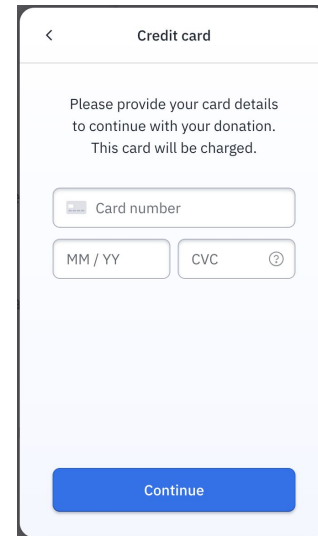 Credit card
Please provide your card details
to continue with your donation.
This card will be charged.
Card number
MM / YY
CVC
?
Continue